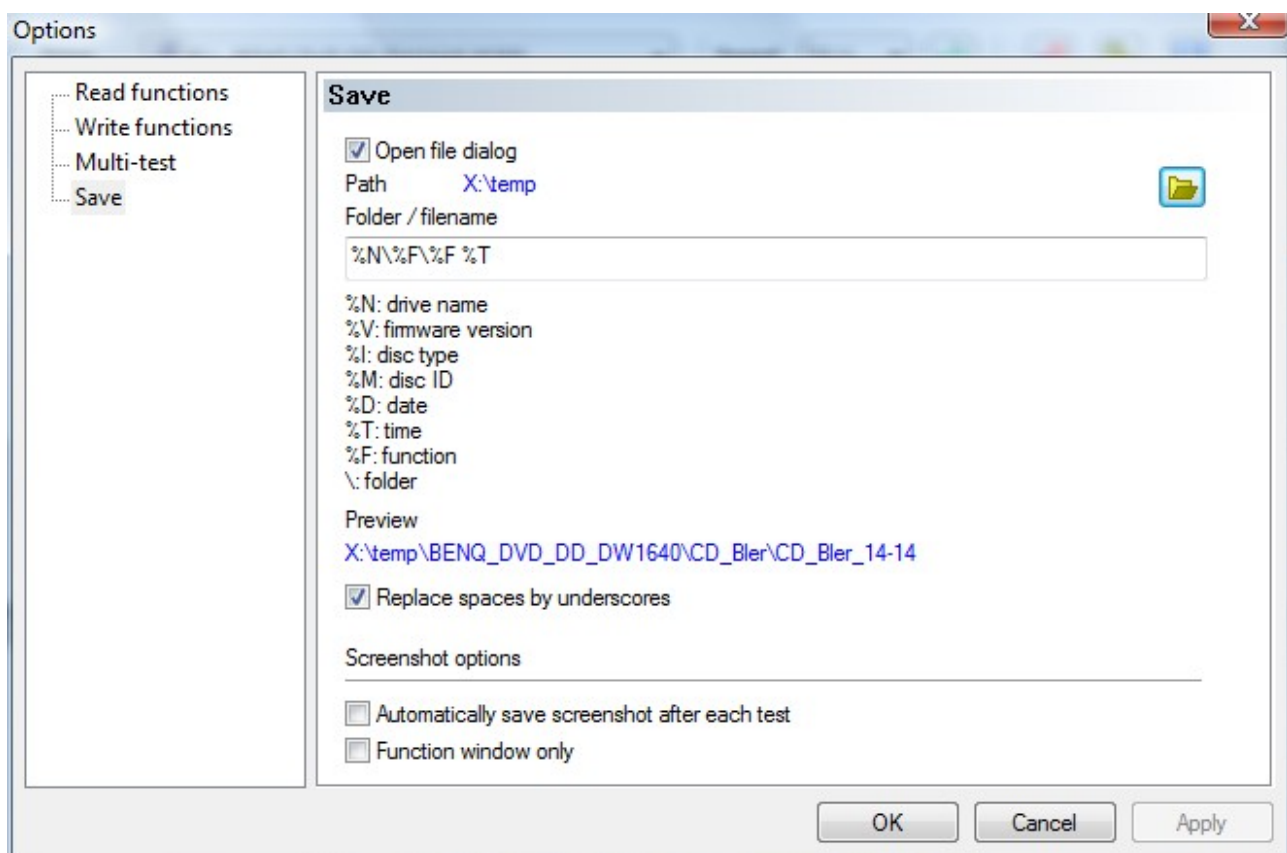 Options
Read functions
Write functions
Multi-test
Save
Save
Open file dialog
Path X:\temp
Folder / filename
%N\%F\%F %T
%N: drive name
%V: firmware version
%I: disc type
%M: disc ID
%D: date
%T: time
%F: function
\: folder
Preview
X:\temp\BENQ_DVD_DD_DW1640\CD_Bler\CD_Bler_14-14
Replace spaces by underscores
Screenshot options
Automatically save screenshot after each test
Function window only
OK Cancel Apply